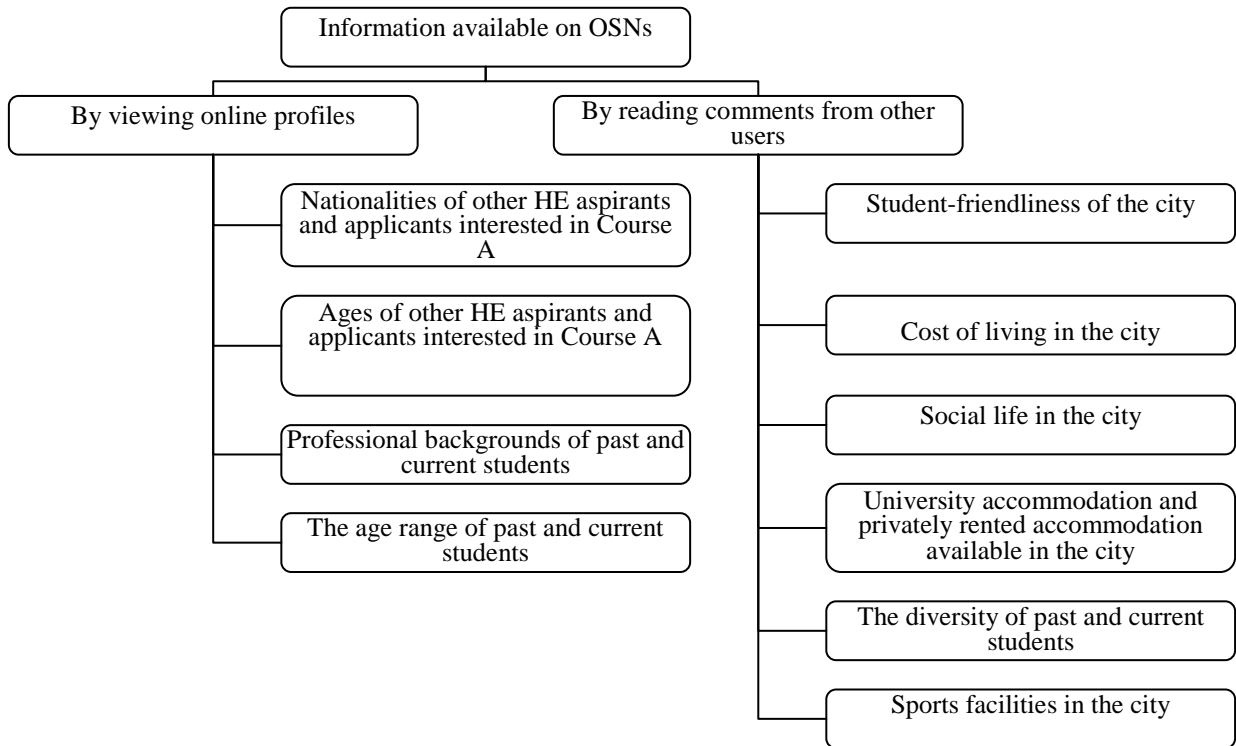 Information available on OSNs
By viewing online profiles
By reading comments from other
users
Nationalities of other HE aspirants
and applicants interested in Course
A
Ages of other HE aspirants and
applicants interested in Course A
Professional backgrounds of past and
current students
The age range of past and current
students
Student-friendliness of the city
Cost of living in the city
Social life in the city
University accommodation and
privately rented accommodation
available in the city
The diversity of past and current
students
Sports facilities in the city